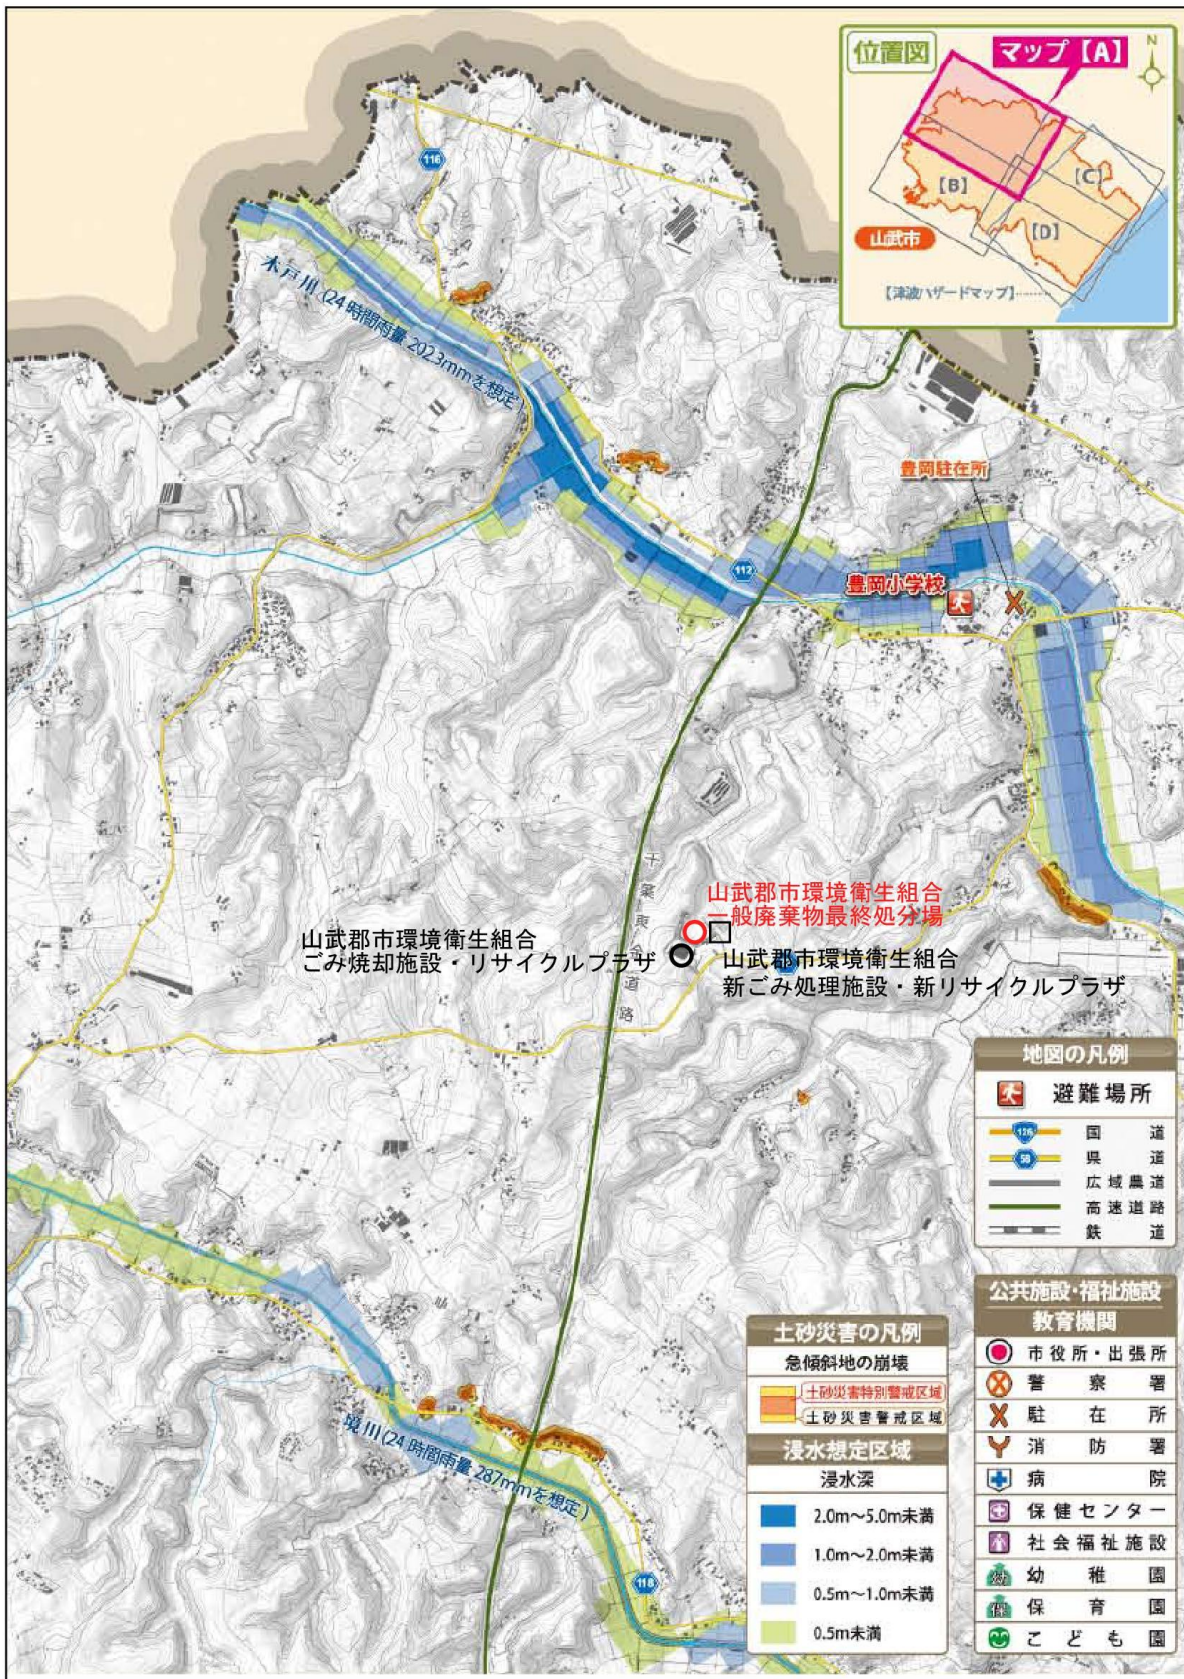 位置図
マップ【A】
N
【B】
【C】
【D】
山武市
【津波ハザードマップ】
116
木戸川(24時間雨量2023mmを想定)
豊岡駐在所
112
豊岡小学校
千葉東金道路
山武郡市環境衛生組合
一般廃棄物最終処分場
山武郡市環境衛生組合
ごみ焼却施設・リサイクルプラザ
山武郡市環境衛生組合
新ごみ処理施設・新リサイクルプラザ
境川(24時間雨量287mmを想定)
118
地図の凡例
避難場所
126 国道
58 県道
広域農道
高速道路
鉄道
土砂災害の凡例
急傾斜地の崩壊
土砂災害特別警戒区域
土砂災害警戒区域
浸水想定区域
浸水深
2.0m〜5.0m未満
1.0m〜2.0m未満
0.5m〜1.0m未満
0.5m未満
公共施設・福祉施設
教育機関
市役所・出張所
警察署
駐在所
消防署
病院
保健センター
社会福祉施設
幼 幼稚園
保 保育園
こども園